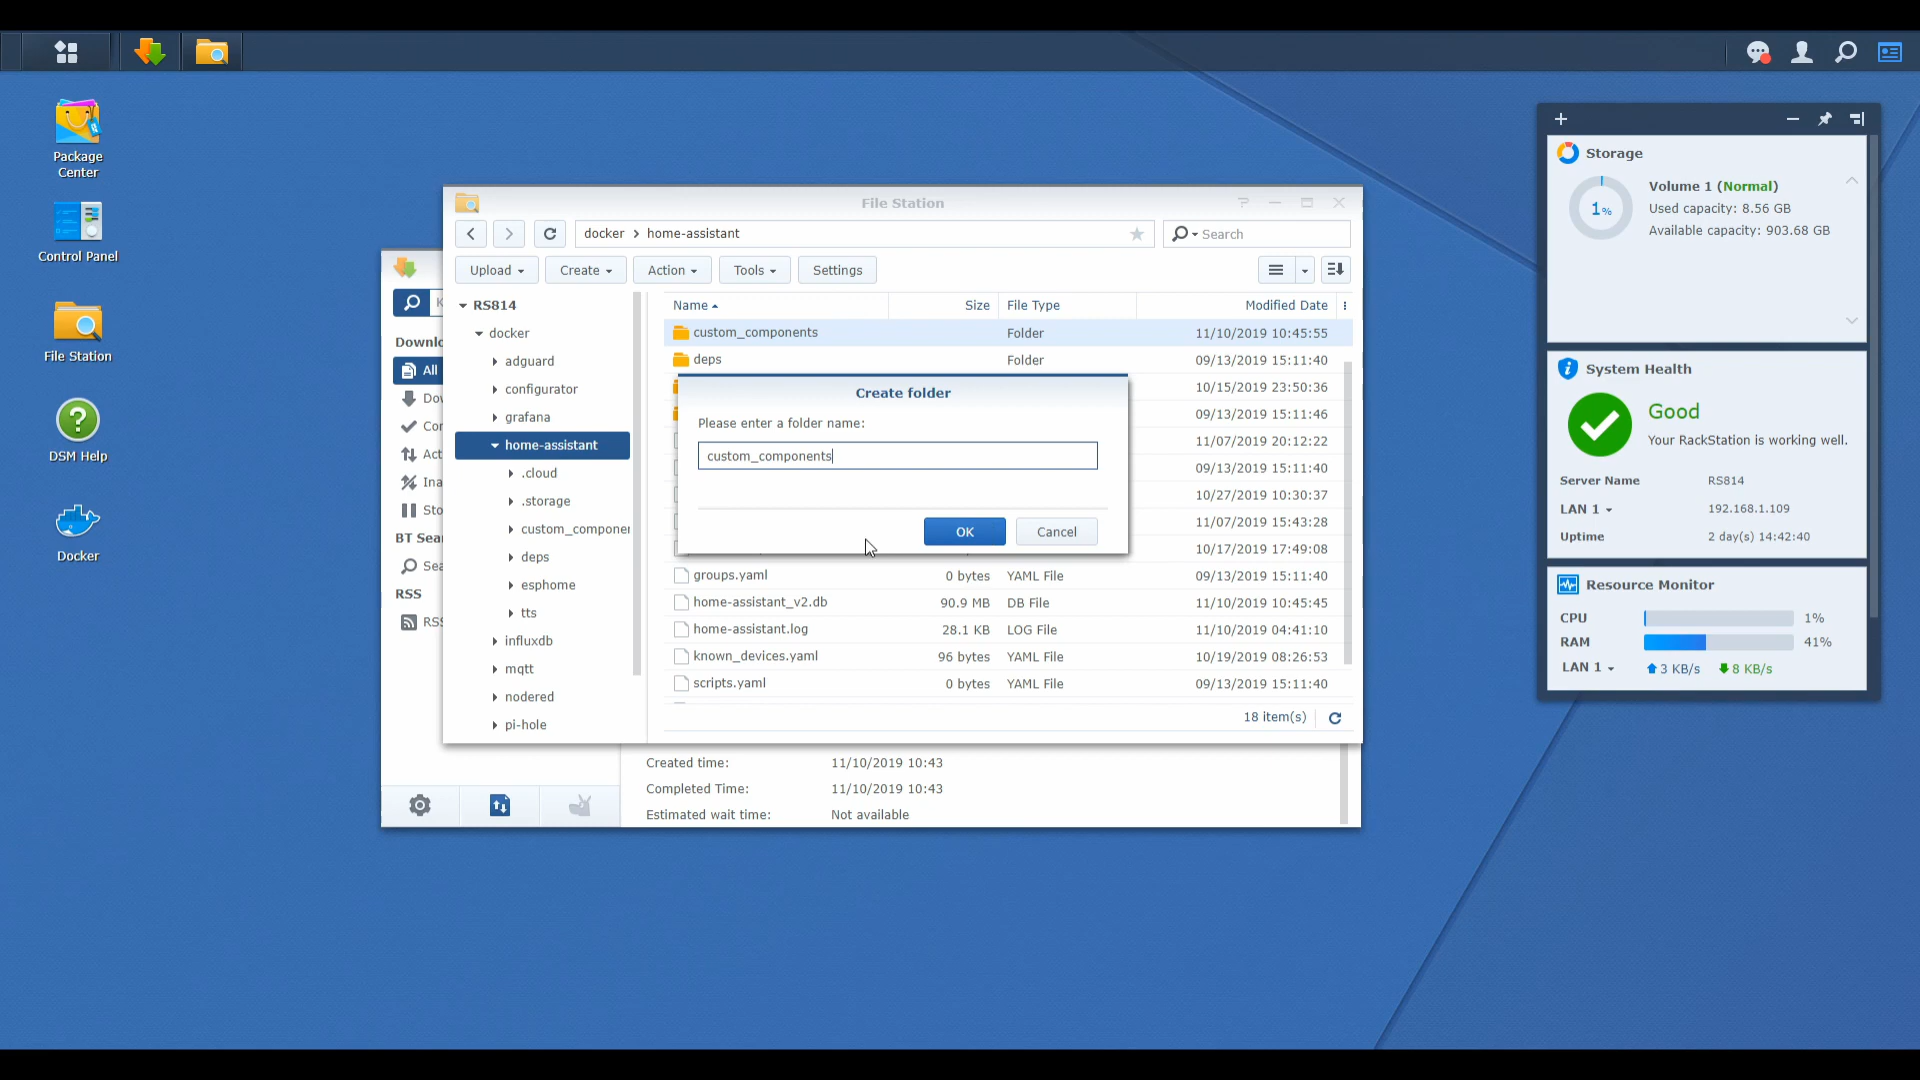 Package
Center
Control Panel
File Station
DSM Help
Docker
Downlo
All
Dow
Con
Act
Ina
Sto
BT Sear
Sea
RSS
RSS
File Station
docker > home-assistant
Search
Upload
Create
Action
Tools
Settings
RS814
docker
adguard
configurator
grafana
home-assistant
.cloud
.storage
custom_componen
deps
esphome
tts
influxdb
mqtt
nodered
pi-hole
Name Size File Type Modified Date
custom_components Folder 11/10/2019 10:45:55
deps Folder 09/13/2019 15:11:40
10/15/2019 23:50:36
09/13/2019 15:11:46
11/07/2019 20:12:22
09/13/2019 15:11:40
10/27/2019 10:30:37
11/07/2019 15:43:28
10/17/2019 17:49:08
groups.yaml 0 bytes YAML File 09/13/2019 15:11:40
home-assistant_v2.db 90.9 MB DB File 11/10/2019 10:45:45
home-assistant.log 28.1 KB LOG File 11/10/2019 04:41:10
known_devices.yaml 96 bytes YAML File 10/19/2019 08:26:53
scripts.yaml 0 bytes YAML File 09/13/2019 15:11:40
18 item(s)
Create folder
Please enter a folder name:
custom_components
OK
Cancel
Created time: 11/10/2019 10:43
Completed Time: 11/10/2019 10:43
Estimated wait time: Not available
Storage
1%
Volume 1 (Normal)
Used capacity: 8.56 GB
Available capacity: 903.68 GB
System Health
Good
Your RackStation is working well.
Server Name RS814
LAN 1 192.168.1.109
Uptime 2 day(s) 14:42:40
Resource Monitor
CPU 1%
RAM 41%
LAN 1 3 KB/s 8 KB/s